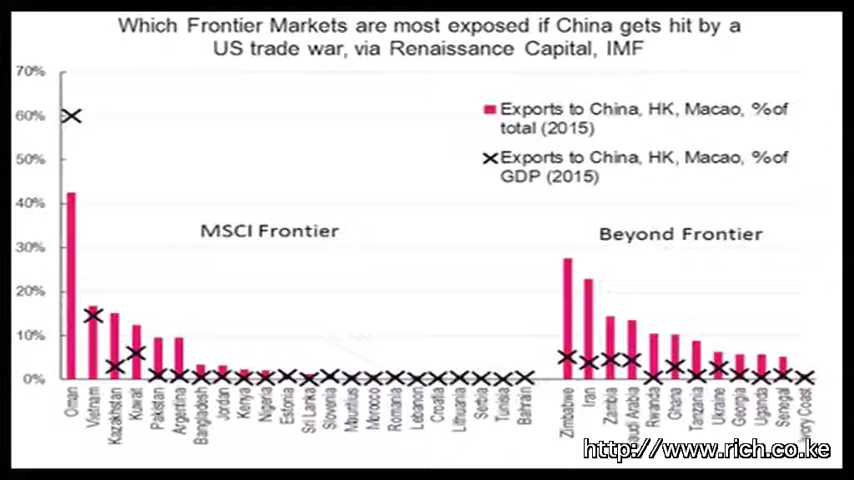 Which Frontier Markets are most exposed if China gets hit by a
US trade war, via Renaissance Capital, IMF
70%
60%
50%
40%
30%
20%
10%
0%
Exports to China, HK, Macao, %of
total (2015)
Exports to China, HK, Macao, %of
GDP (2015)
MSCI Frontier
Beyond Frontier
Oman
Vietnam
Kazakhstan
Kuwait
Pakistan
Argentina
Bangladesh
Jordan
Kenya
Nigeria
Estonia
Sri Lanka
Slovenia
Mauritius
Morocco
Romania
Lebanon
Croatia
Lithuania
Serbia
Tunisia
Bahrain
Zimbabwe
Iran
Zambia
Saudi Arabia
Rwanda
Ghana
Tanzania
Ukraine
Georgia
Uganda
Senegal
Ivory Coast
http://www.rich.co.ke